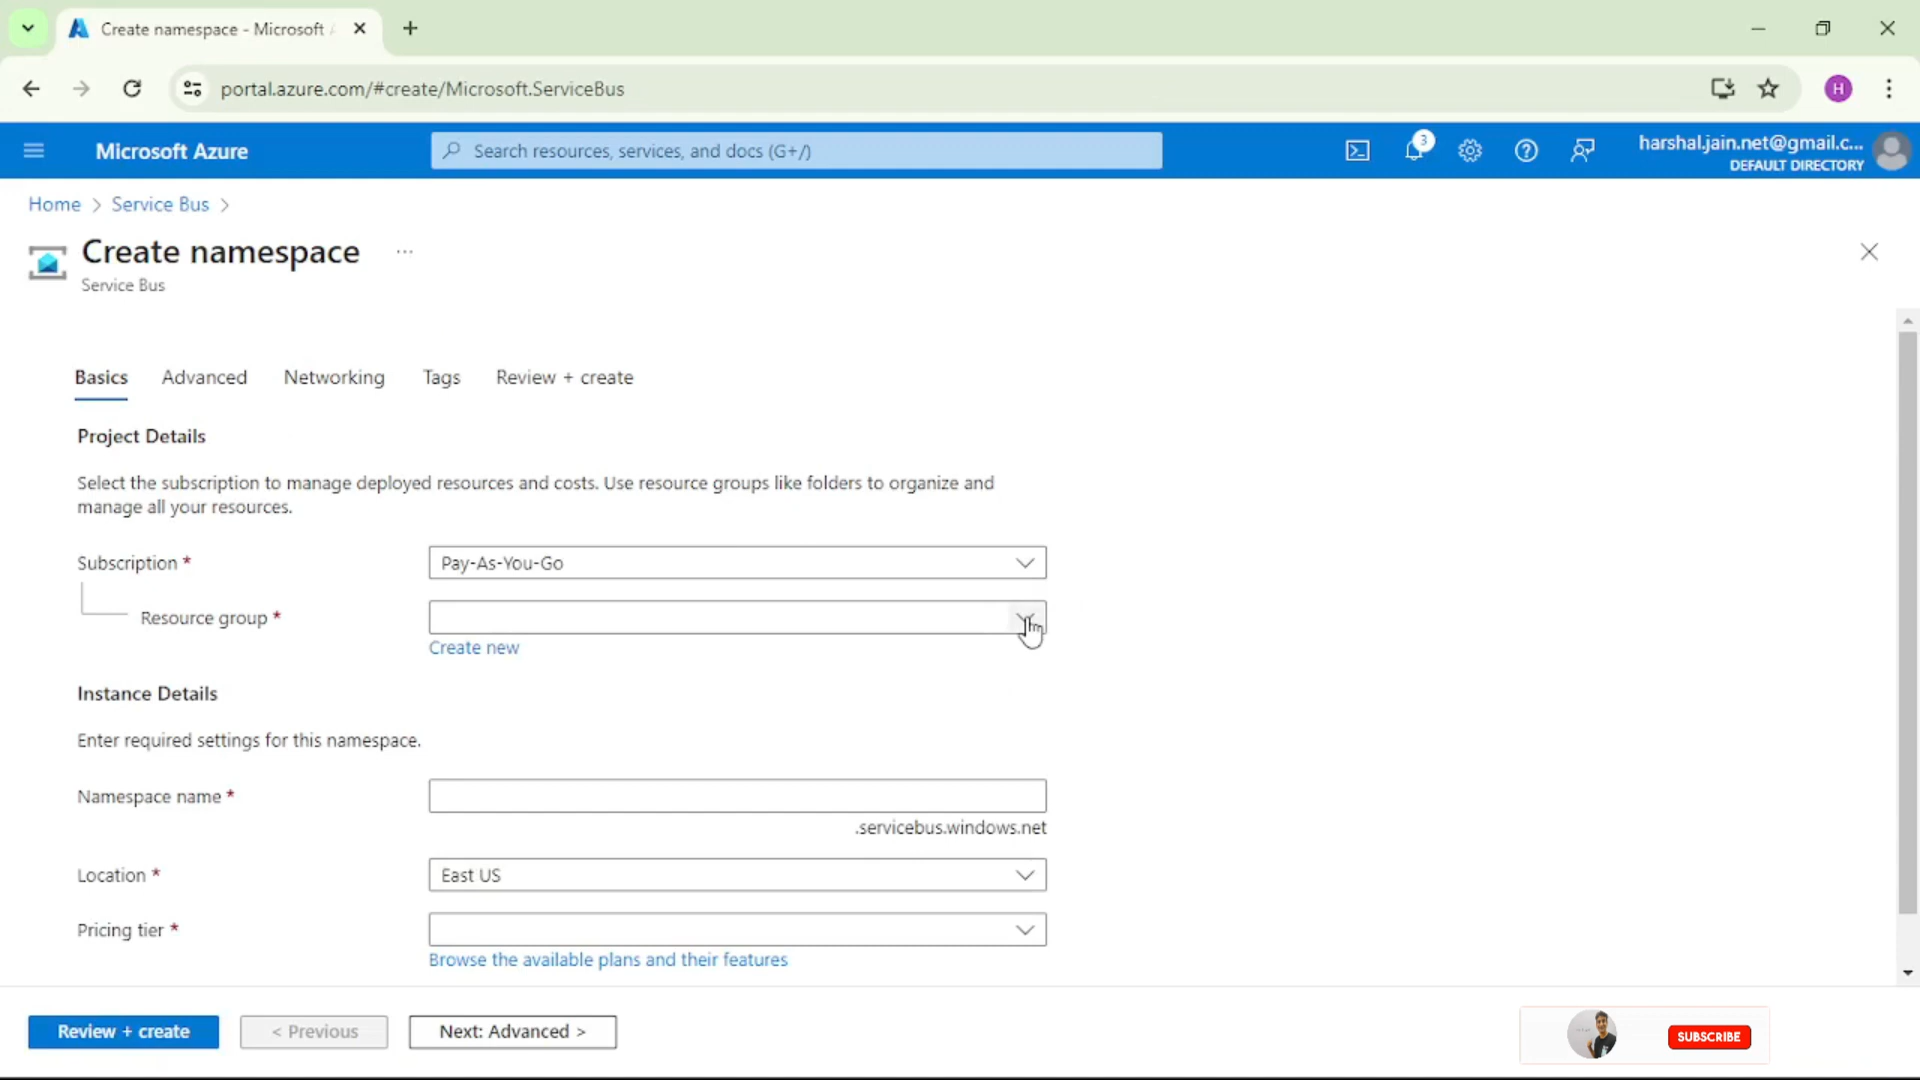 Create namespace - Microsoft
portal.azure.com/#create/Microsoft.ServiceBus
H
Microsoft Azure
Search resources, services, and docs (G+/)
3
harshal.jain.net@gmail.c...
DEFAULT DIRECTORY
Home > Service Bus >
Create namespace ...
Service Bus
Basics Advanced Networking Tags Review + create
Project Details
Select the subscription to manage deployed resources and costs. Use resource groups like folders to organize and
manage all your resources.
Subscription *
Pay-As-You-Go
Resource group *
Create new
Instance Details
Enter required settings for this namespace.
Namespace name *
.servicebus.windows.net
Location *
East US
Pricing tier *
Browse the available plans and their features
Review + create
< Previous
Next: Advanced >
SUBSCRIBE